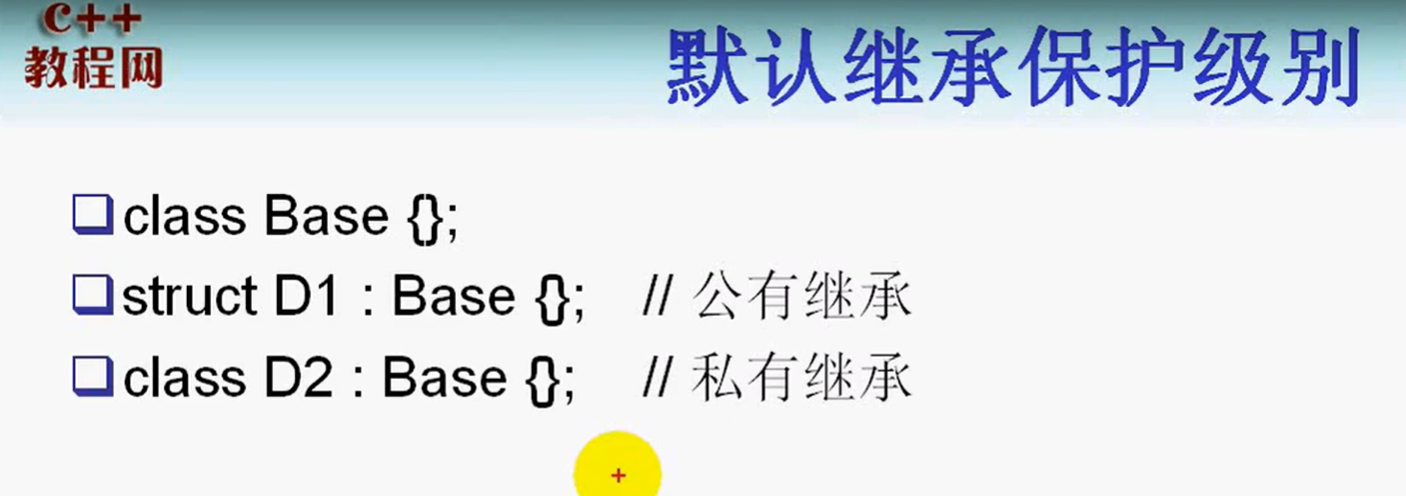 C++
教程网
默认继承保护级别
class Base {};
struct D1 : Base {}; // 公有继承
class D2 : Base {}; // 私有继承